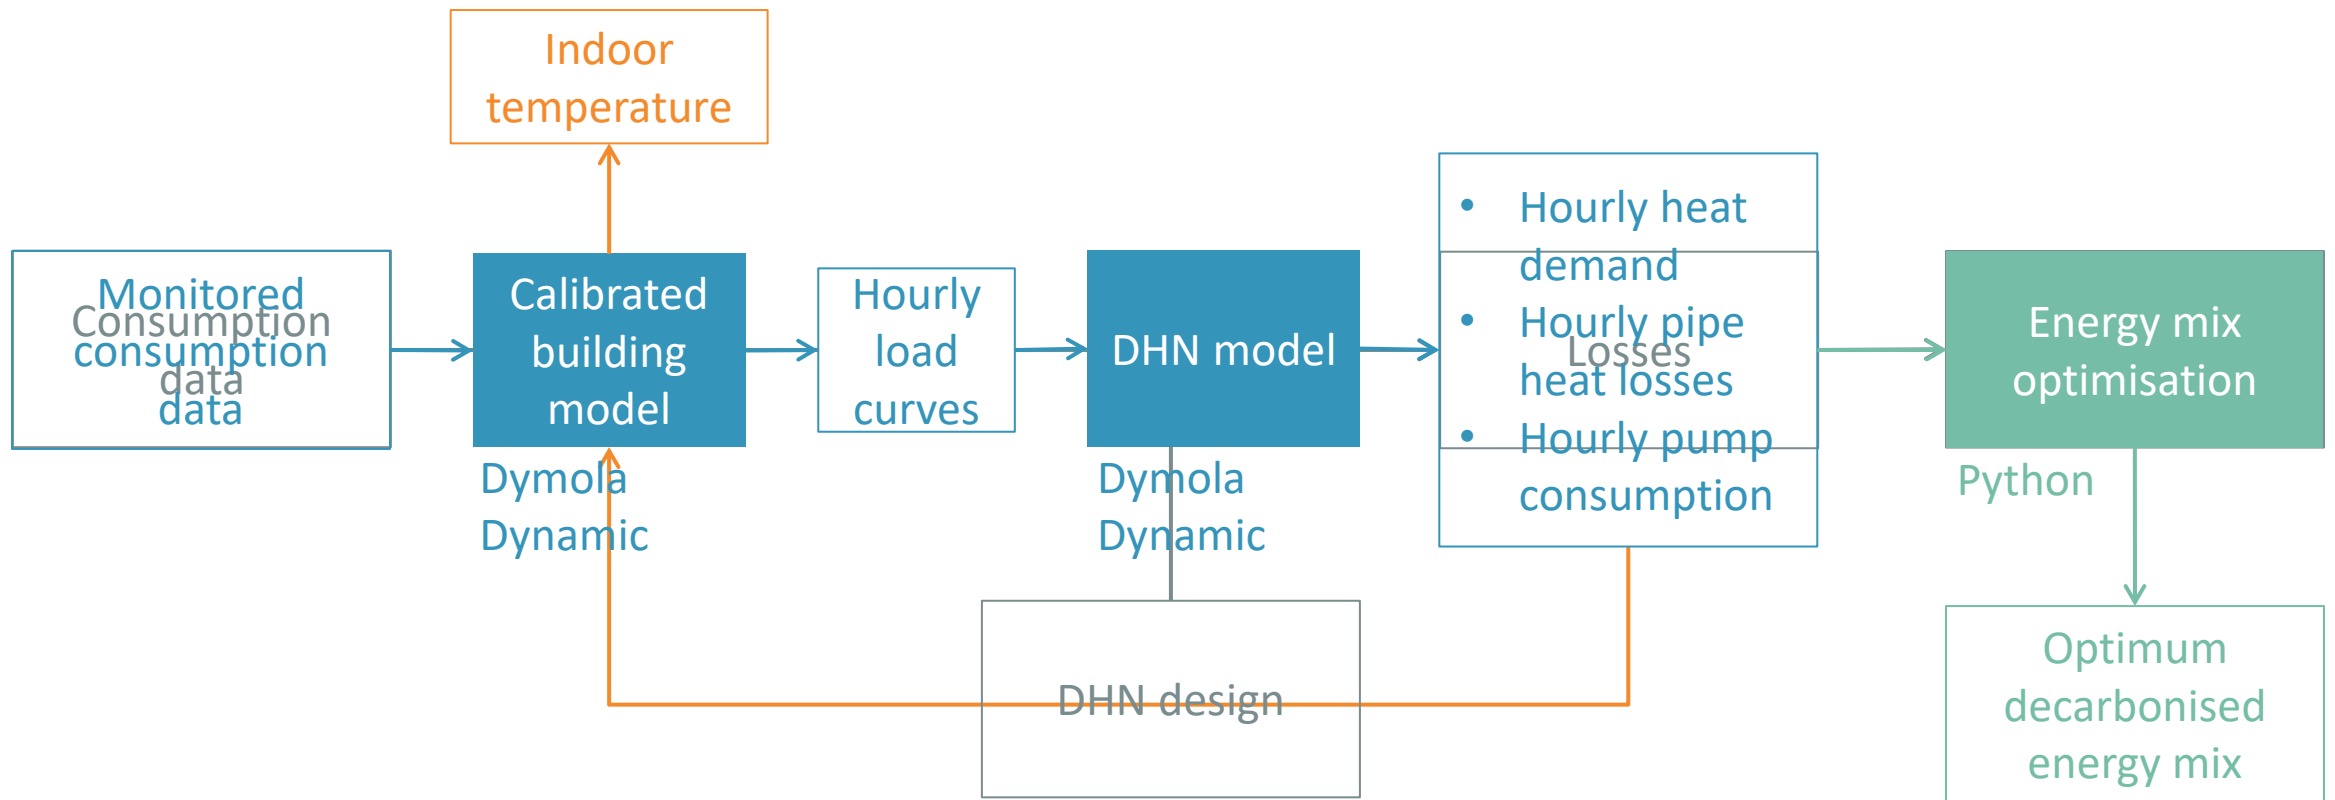 Indoor
temperature
Monitored
consumption
data
Consumption
data
Calibrated
building
model
Dymola
Dynamic
Hourly
load
curves
DHN model
Dymola
Dynamic
• Hourly heat
demand
• Hourly pipe
heat losses
• Hourly pump
consumption
Losses
Energy mix
optimisation
Python
DHN design
Optimum
decarbonised
energy mix